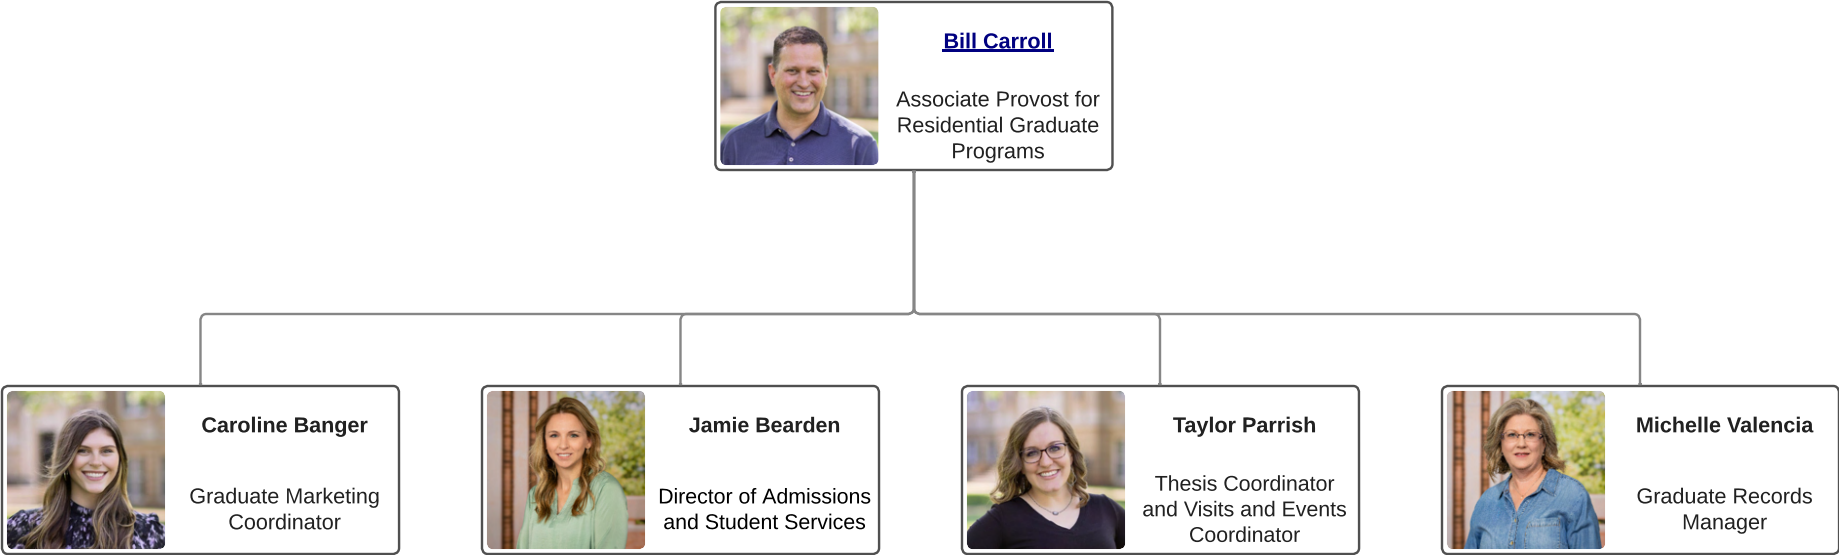 Bill Carroll
Associate Provost for
Residential Graduate
Programs
Caroline Banger
Graduate Marketing
Coordinator
Jamie Bearden
Director of Admissions
and Student Services
Taylor Parrish
Thesis Coordinator
and Visits and Events
Coordinator
Michelle Valencia
Graduate Records
Manager